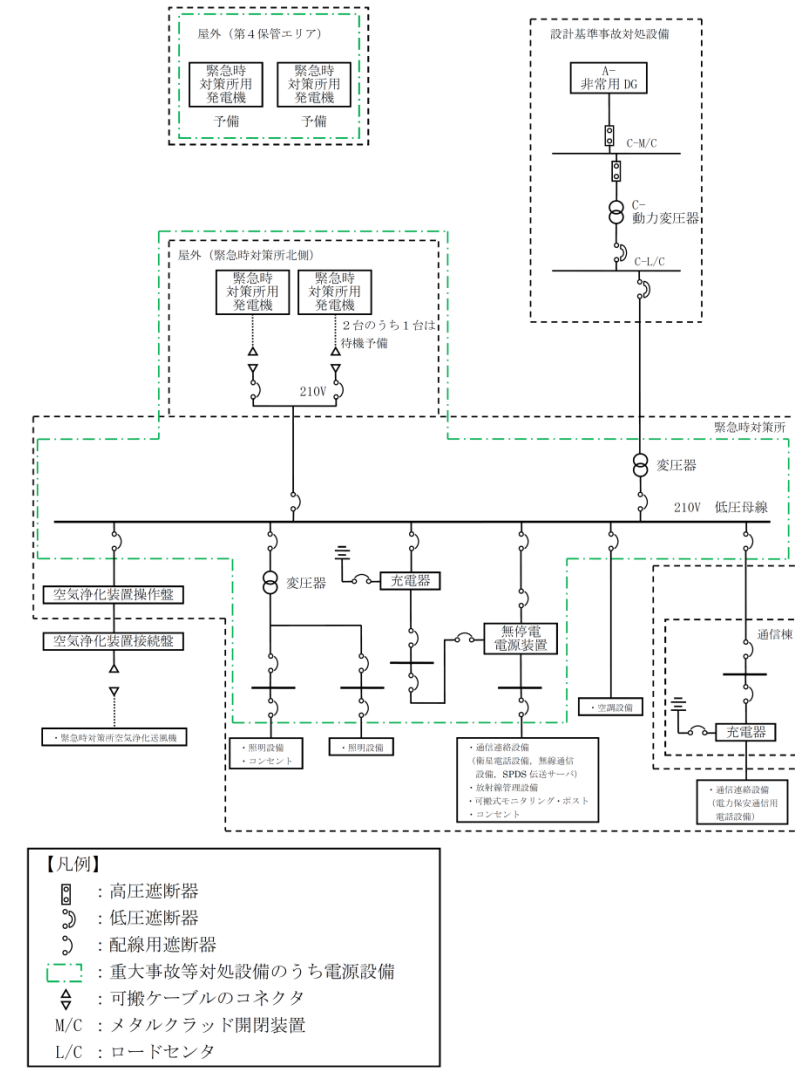 屋外（第４保管エリア）
緊急時
対策所用
発電機
予備
緊急時
対策所用
発電機
予備
設計基準事故対処設備
A-
非常用 DG
C-M/C
C-
動力変圧器
C-L/C
屋外（緊急時対策所北側）
緊急時
対策所用
発電機
緊急時
対策所用
発電機
２台のうち１台は
待機予備
210V
緊急時対策所
変圧器
210V 低圧母線
空気浄化装置操作盤
空気浄化装置接続盤
・緊急時対策所空気浄化送風機
変圧器
・照明設備
・コンセント
・照明設備
充電器
無停電
電源装置
・通信連絡設備
（衛星電話設備，無線通信
設備，SPDS 伝送サーバ）
・放射線管理設備
・可搬式モニタリング・ポスト
・コンセント
・空調設備
通信棟
充電器
・通信連絡設備
（電力保安通信用
電話設備）
【凡例】
：高圧遮断器
：低圧遮断器
：配線用遮断器
：重大事故等対処設備のうち電源設備
：可搬ケーブルのコネクタ
M/C ：メタルクラッド開閉装置
L/C ：ロードセンタ